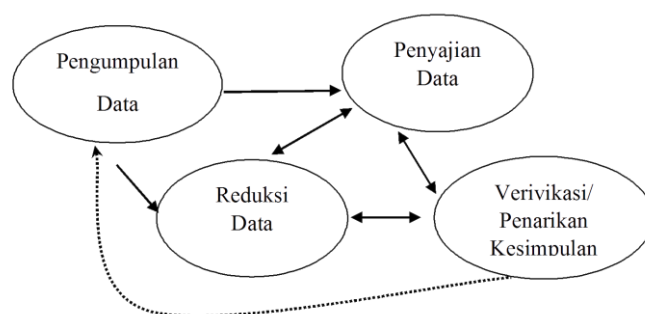 Pengumpulan
Data
Penyajian
Data
Reduksi
Data
Verivikasi/
Penarikan
Kesimpulan